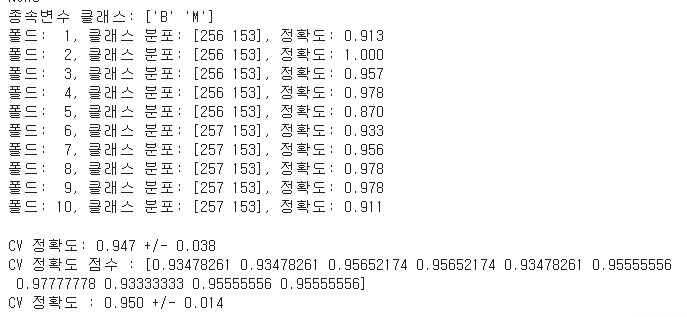 종속변수 클래스: ['B' 'M']
폴드:  1, 클래스 분포: [256 153], 정확도: 0.913
폴드:  2, 클래스 분포: [256 153], 정확도: 1.000
폴드:  3, 클래스 분포: [256 153], 정확도: 0.957
폴드:  4, 클래스 분포: [256 153], 정확도: 0.978
폴드:  5, 클래스 분포: [256 153], 정확도: 0.870
폴드:  6, 클래스 분포: [257 153], 정확도: 0.933
폴드:  7, 클래스 분포: [257 153], 정확도: 0.956
폴드:  8, 클래스 분포: [257 153], 정확도: 0.978
폴드:  9, 클래스 분포: [257 153], 정확도: 0.978
폴드: 10, 클래스 분포: [257 153], 정확도: 0.911
CV 정확도: 0.947 +/- 0.038
CV 정확도 점수 : [0.93478261 0.93478261 0.95652174 0.95652174 0.93478261 0.95555556
0.97777778 0.93333333 0.95555556 0.95555556]
CV 정확도 : 0.950 +/- 0.014